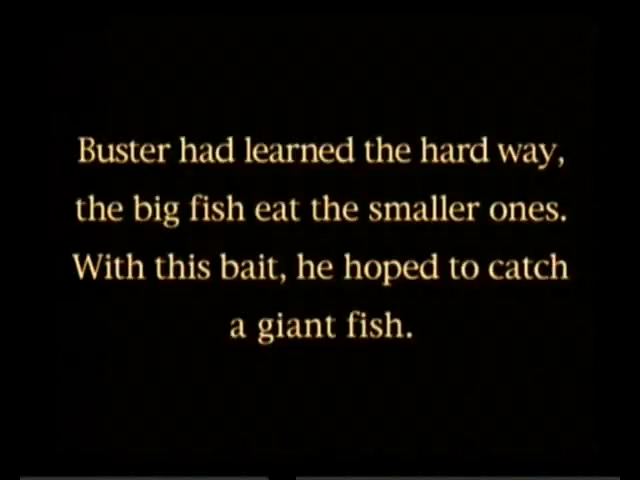 Buster had learned the hard way,
the big fish eat the smaller ones.
With this bait, he hoped to catch
a giant fish.